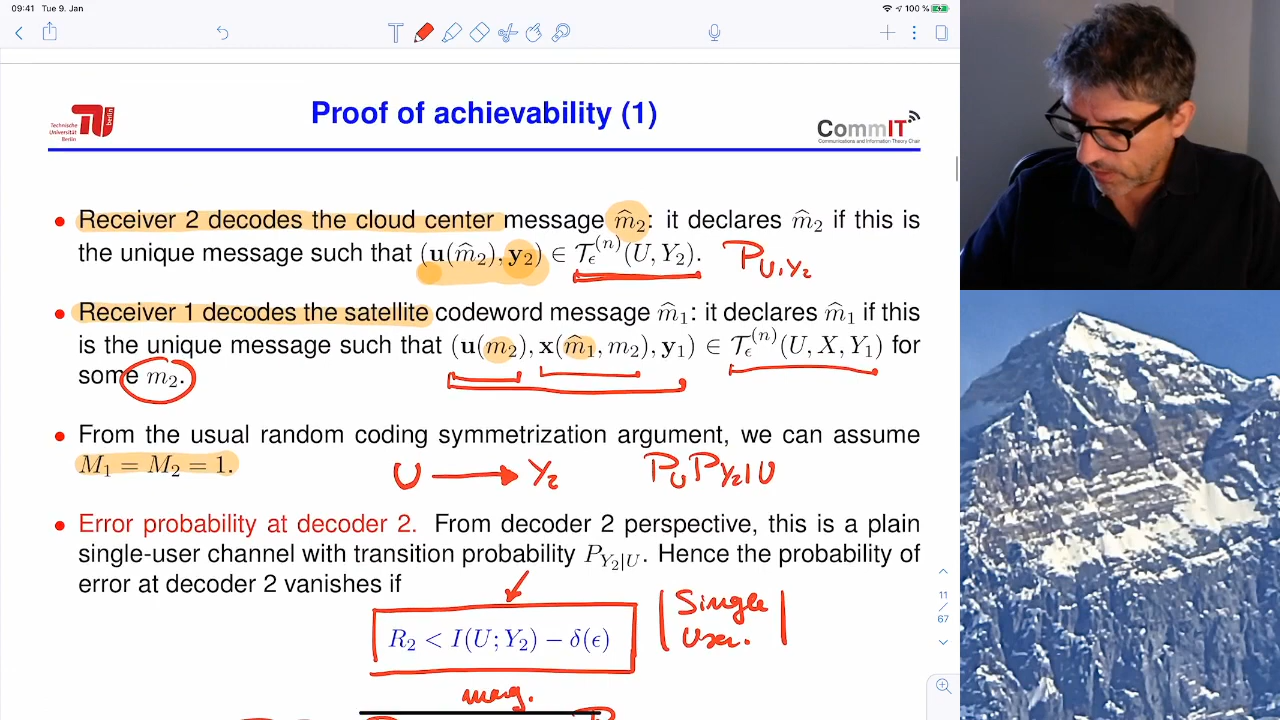 09:41 Tue 9. Jan
100 %
Proof of achievability (1)
Technische
Universität
Berlin
berlin
CommIT
Communications and Information Theory Chair
• Receiver 2 decodes the cloud center message m̂₂: it declares m̂₂ if this is
the unique message such that (u(m̂₂), y₂) ∈ 𝒯_ϵ^(n)(U, Y₂). P_{U,Y₂}
• Receiver 1 decodes the satellite codeword message m̂₁: it declares m̂₁ if this
is the unique message such that (u(m₂), x(m̂₁, m₂), y₁) ∈ 𝒯_ϵ^(n)(U, X, Y₁) for
some m₂.
• From the usual random coding symmetrization argument, we can assume
M₁ = M₂ = 1.
U → Y₂ P_U P_{Y₂|U}
• Error probability at decoder 2. From decoder 2 perspective, this is a plain
single-user channel with transition probability P_{Y₂|U}. Hence the probability of
error at decoder 2 vanishes if
R₂ < I(U; Y₂) − δ(ϵ)
Single
User.
11
/
67
marg.